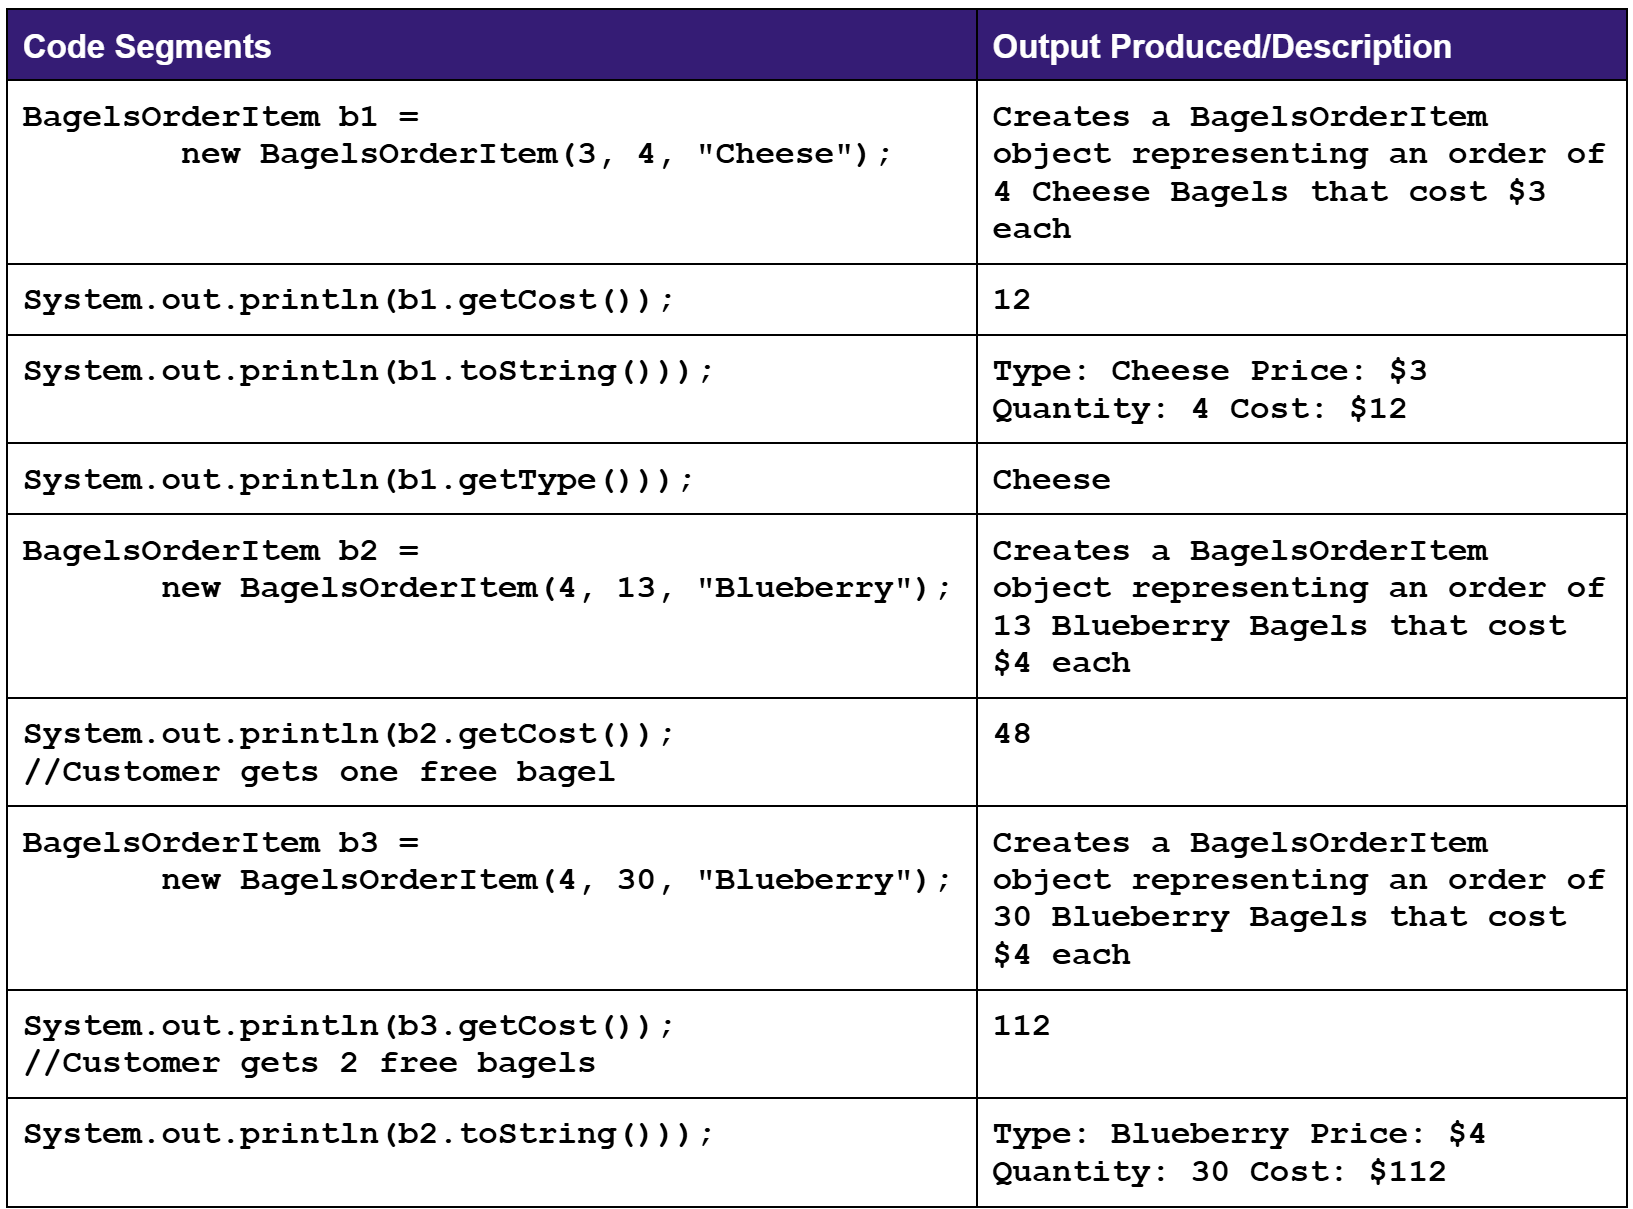 Code Segments
Output Produced/Description
BagelsOrderItem b1 =
new BagelsOrderItem(3, 4, "Cheese");
Creates a BagelsOrderItem
object representing an order of
4 Cheese Bagels that cost $3
each
System.out.println(b1.getCost());
12
System.out.println(b1.toString()));
Type: Cheese Price: $3
Quantity: 4 Cost: $12
System.out.println(b1.getType()));
Cheese
BagelsOrderItem b2 =
new BagelsOrderItem(4, 13, "Blueberry");
Creates a BagelsOrderItem
object representing an order of
13 Blueberry Bagels that cost
$4 each
System.out.println(b2.getCost());
//Customer gets one free bagel
48
BagelsOrderItem b3 =
new BagelsOrderItem(4, 30, "Blueberry");
Creates a BagelsOrderItem
object representing an order of
30 Blueberry Bagels that cost
$4 each
System.out.println(b3.getCost());
//Customer gets 2 free bagels
112
System.out.println(b2.toString()));
Type: Blueberry Price: $4
Quantity: 30 Cost: $112